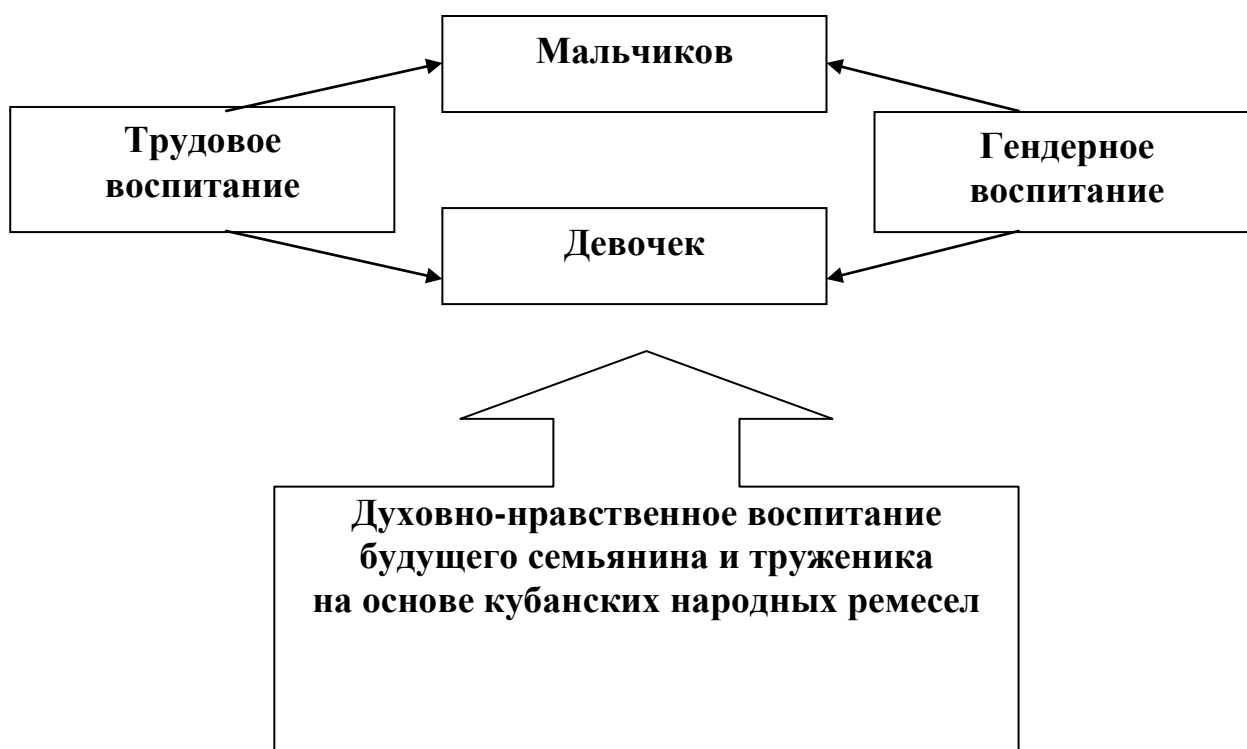 Мальчиков
Трудовое
воспитание
Гендерное
воспитание
Девочек
Духовно-нравственное воспитание
будущего семьянина и труженика
на основе кубанских народных ремесел